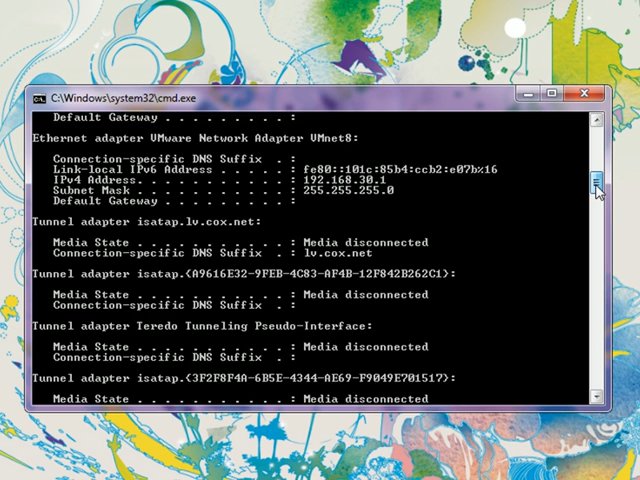 C:\Windows\system32\cmd.exe
Default Gateway . . . . . . . . . :
Ethernet adapter VMware Network Adapter VMnet8:
Connection-specific DNS Suffix  . :
Link-local IPv6 Address . . . . . : fe80::101c:85b4:ccb2:e07b%16
IPv4 Address. . . . . . . . . . . : 192.168.30.1
Subnet Mask . . . . . . . . . . . : 255.255.255.0
Default Gateway . . . . . . . . . :
Tunnel adapter isatap.lv.cox.net:
Media State . . . . . . . . . . . : Media disconnected
Connection-specific DNS Suffix  . : lv.cox.net
Tunnel adapter isatap.{A9616E32-9FEB-4C83-AF4B-12F842B262C1}:
Media State . . . . . . . . . . . : Media disconnected
Connection-specific DNS Suffix  . :
Tunnel adapter Teredo Tunneling Pseudo-Interface:
Media State . . . . . . . . . . . : Media disconnected
Connection-specific DNS Suffix  . :
Tunnel adapter isatap.{3F2F8F4A-6B5E-4344-AE69-F9049E701517}:
Media State . . . . . . . . . . . : Media disconnected